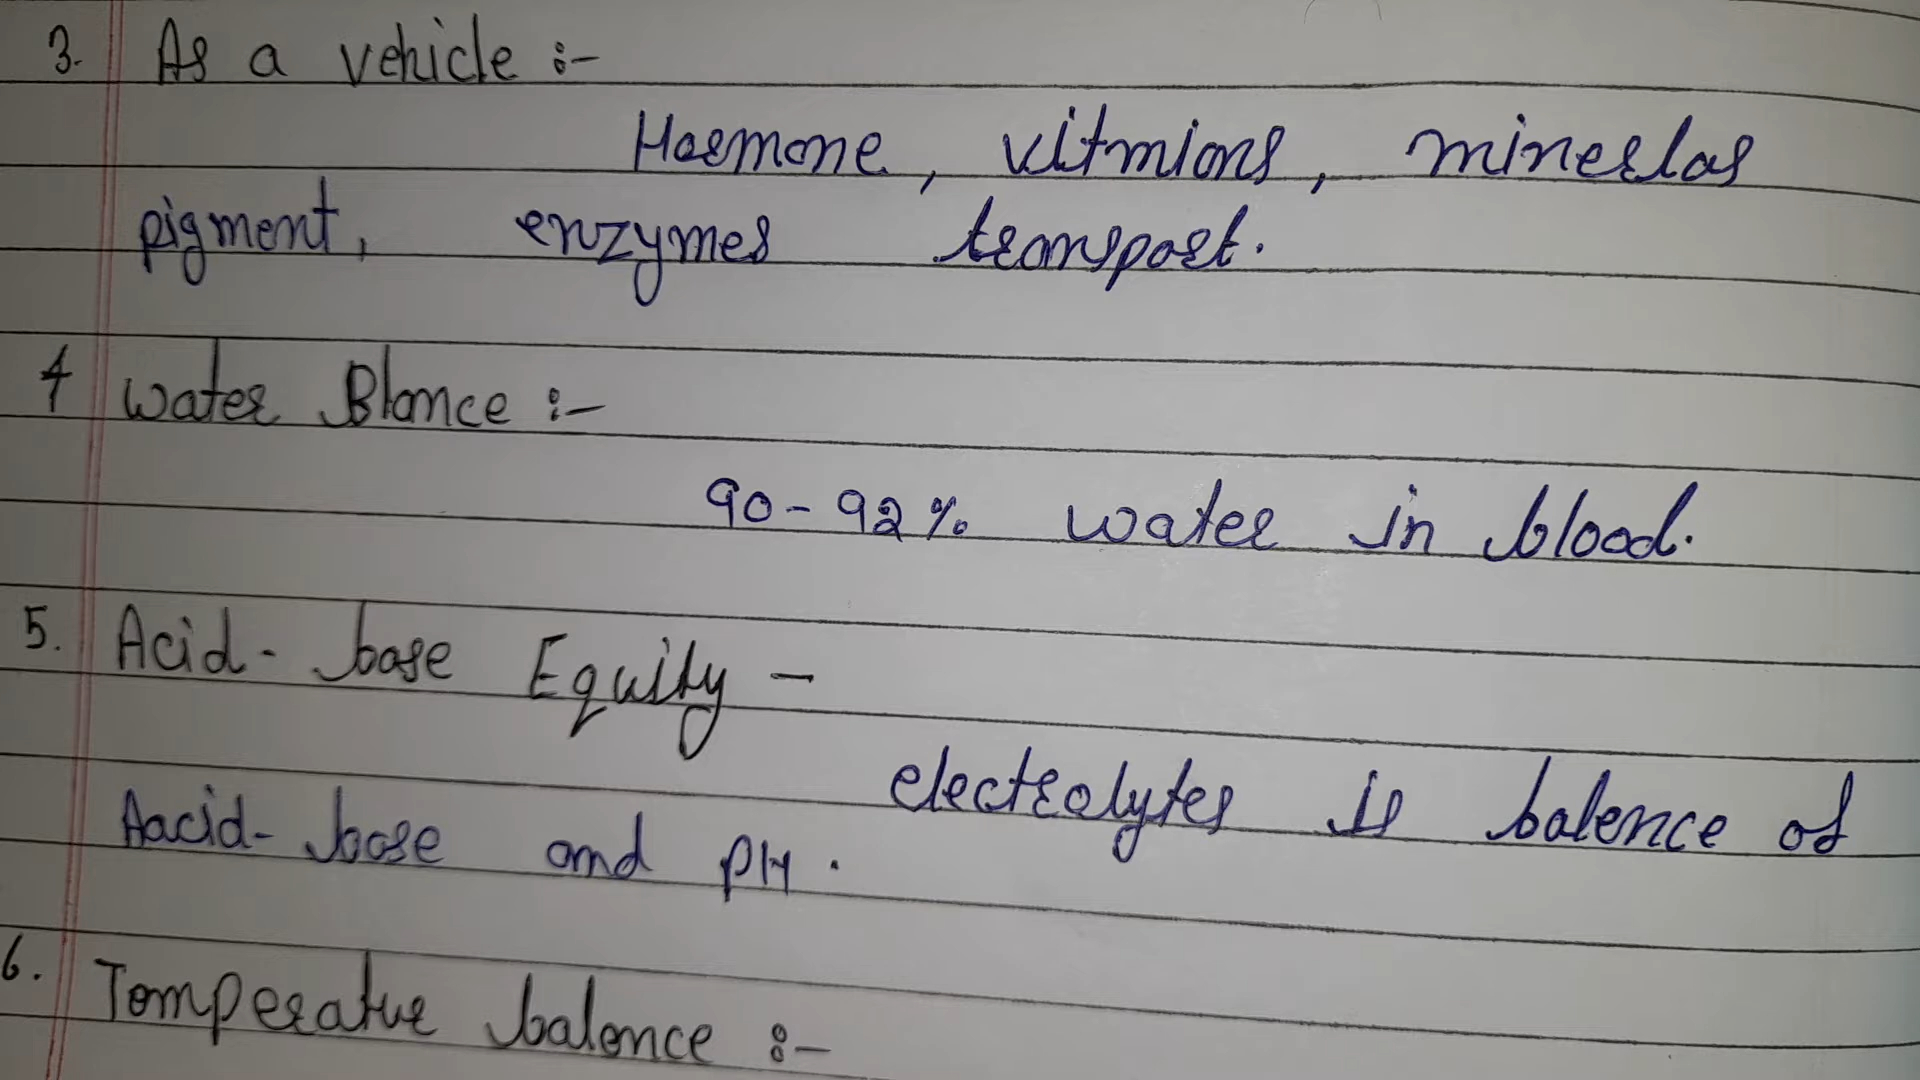 3. As a vehicle :-
Hormone, vitmions, minerlas
pigment, enzymes transport.
4 Water Blance :-
90-92% water in blood.
5. Acid-base Equity -
electrolytes is balence of
Aacid-base and PH.
6. Temperatue balence :-